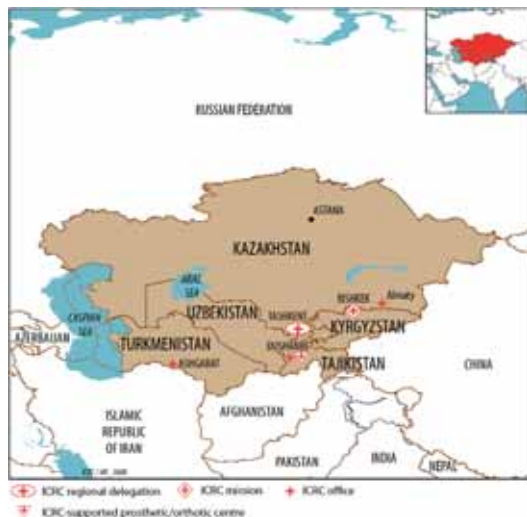 RUSSIAN FEDERATION
ASTANA
KAZAKHSTAN
ARAL
SEA
BISHKEK
Almaty
CASPIAN
SEA
UZBEKISTAN
TASHKENT
KYRGYZSTAN
AZERBAIJAN
TURKMENISTAN
DUSHANBE
TAJIKISTAN
ASHGABAT
CHINA
ISLAMIC
REPUBLIC
OF IRAN
AFGHANISTAN
PAKISTAN
INDIA
NEPAL
ICRC regional delegation
ICRC mission
ICRC office
ICRC-supported prosthetic/orthotic centre